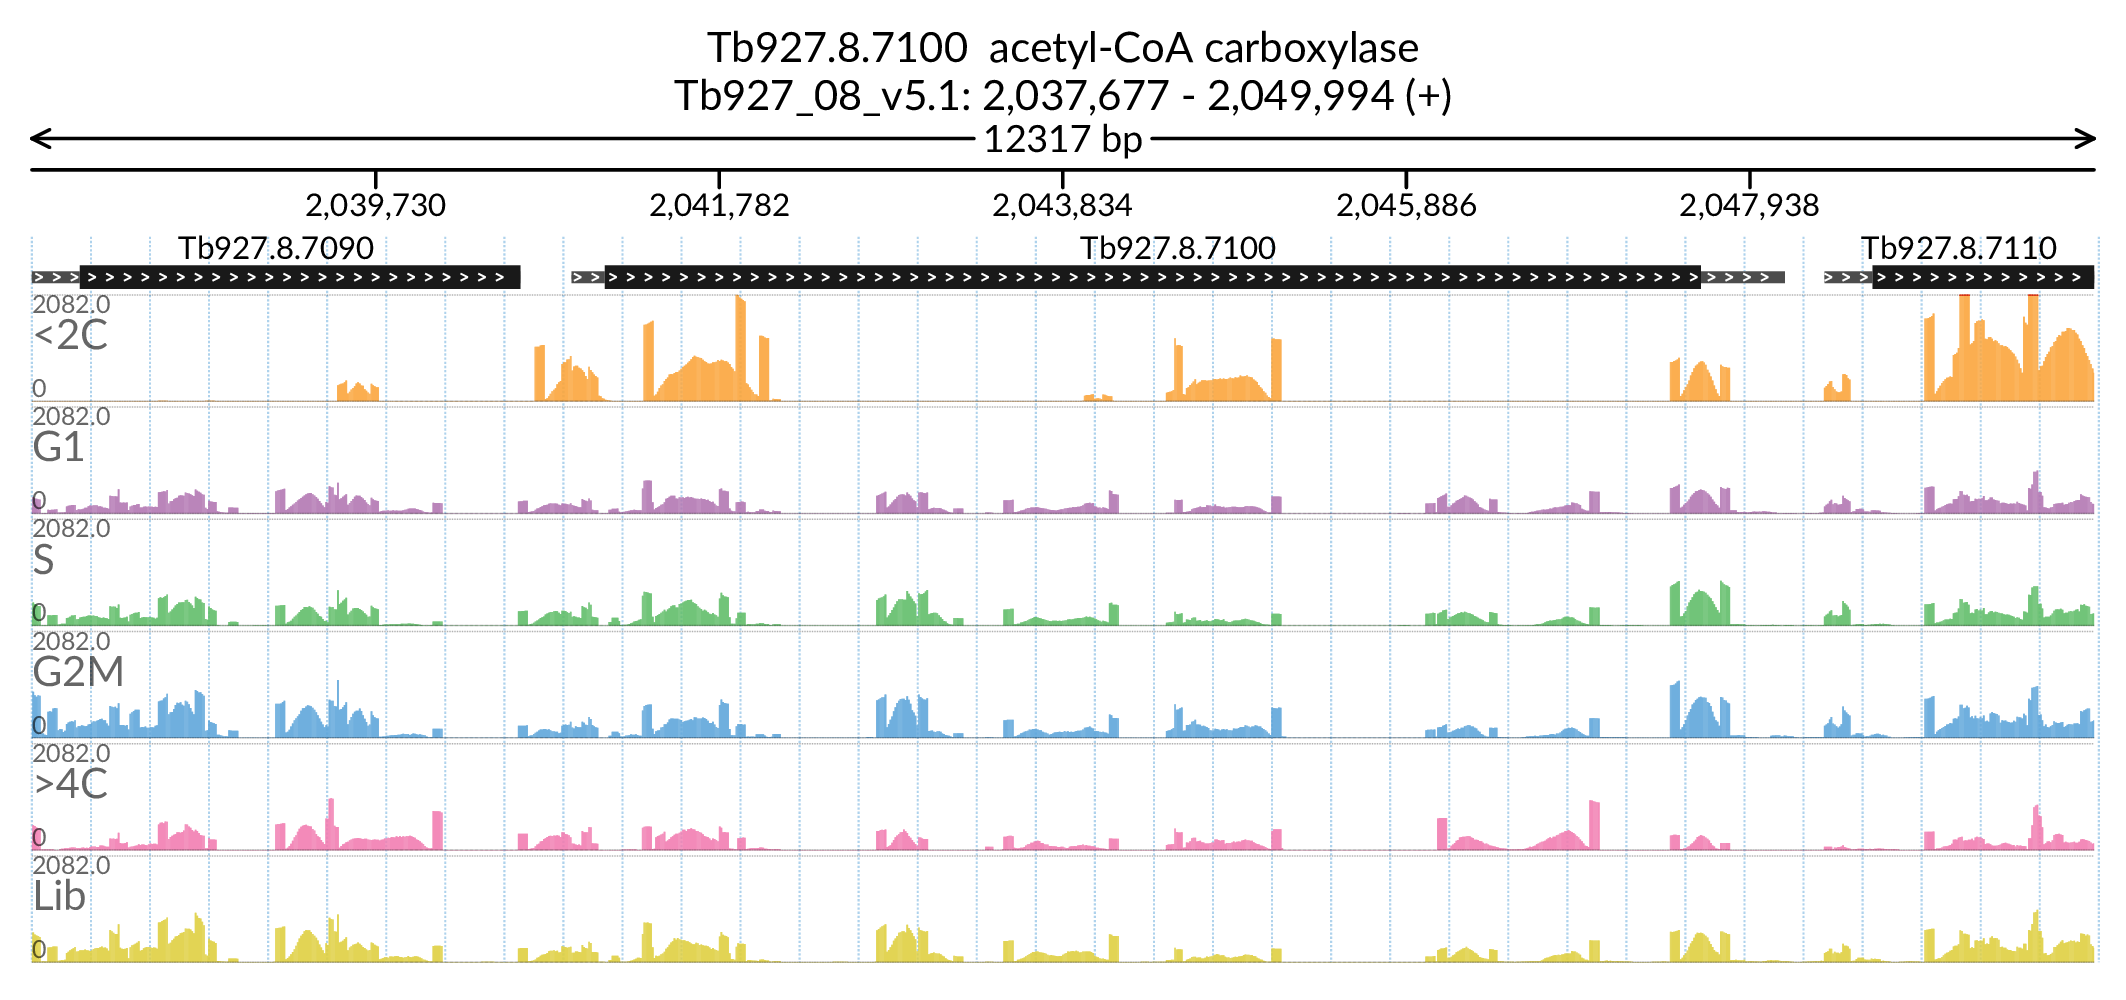 Tb927.8.7100 acetyl-CoA carboxylase
Tb927_08_v5.1: 2,037,677 - 2,049,994 (+)
12317 bp
2,039,730 2,041,782 2,043,834 2,045,886 2,047,938
Tb927.8.7090 Tb927.8.7100 Tb927.8.7110
2082.0
<2C
0
2082.0
G1
0
2082.0
S
0
2082.0
G2M
0
2082.0
>4C
0
2082.0
Lib
0